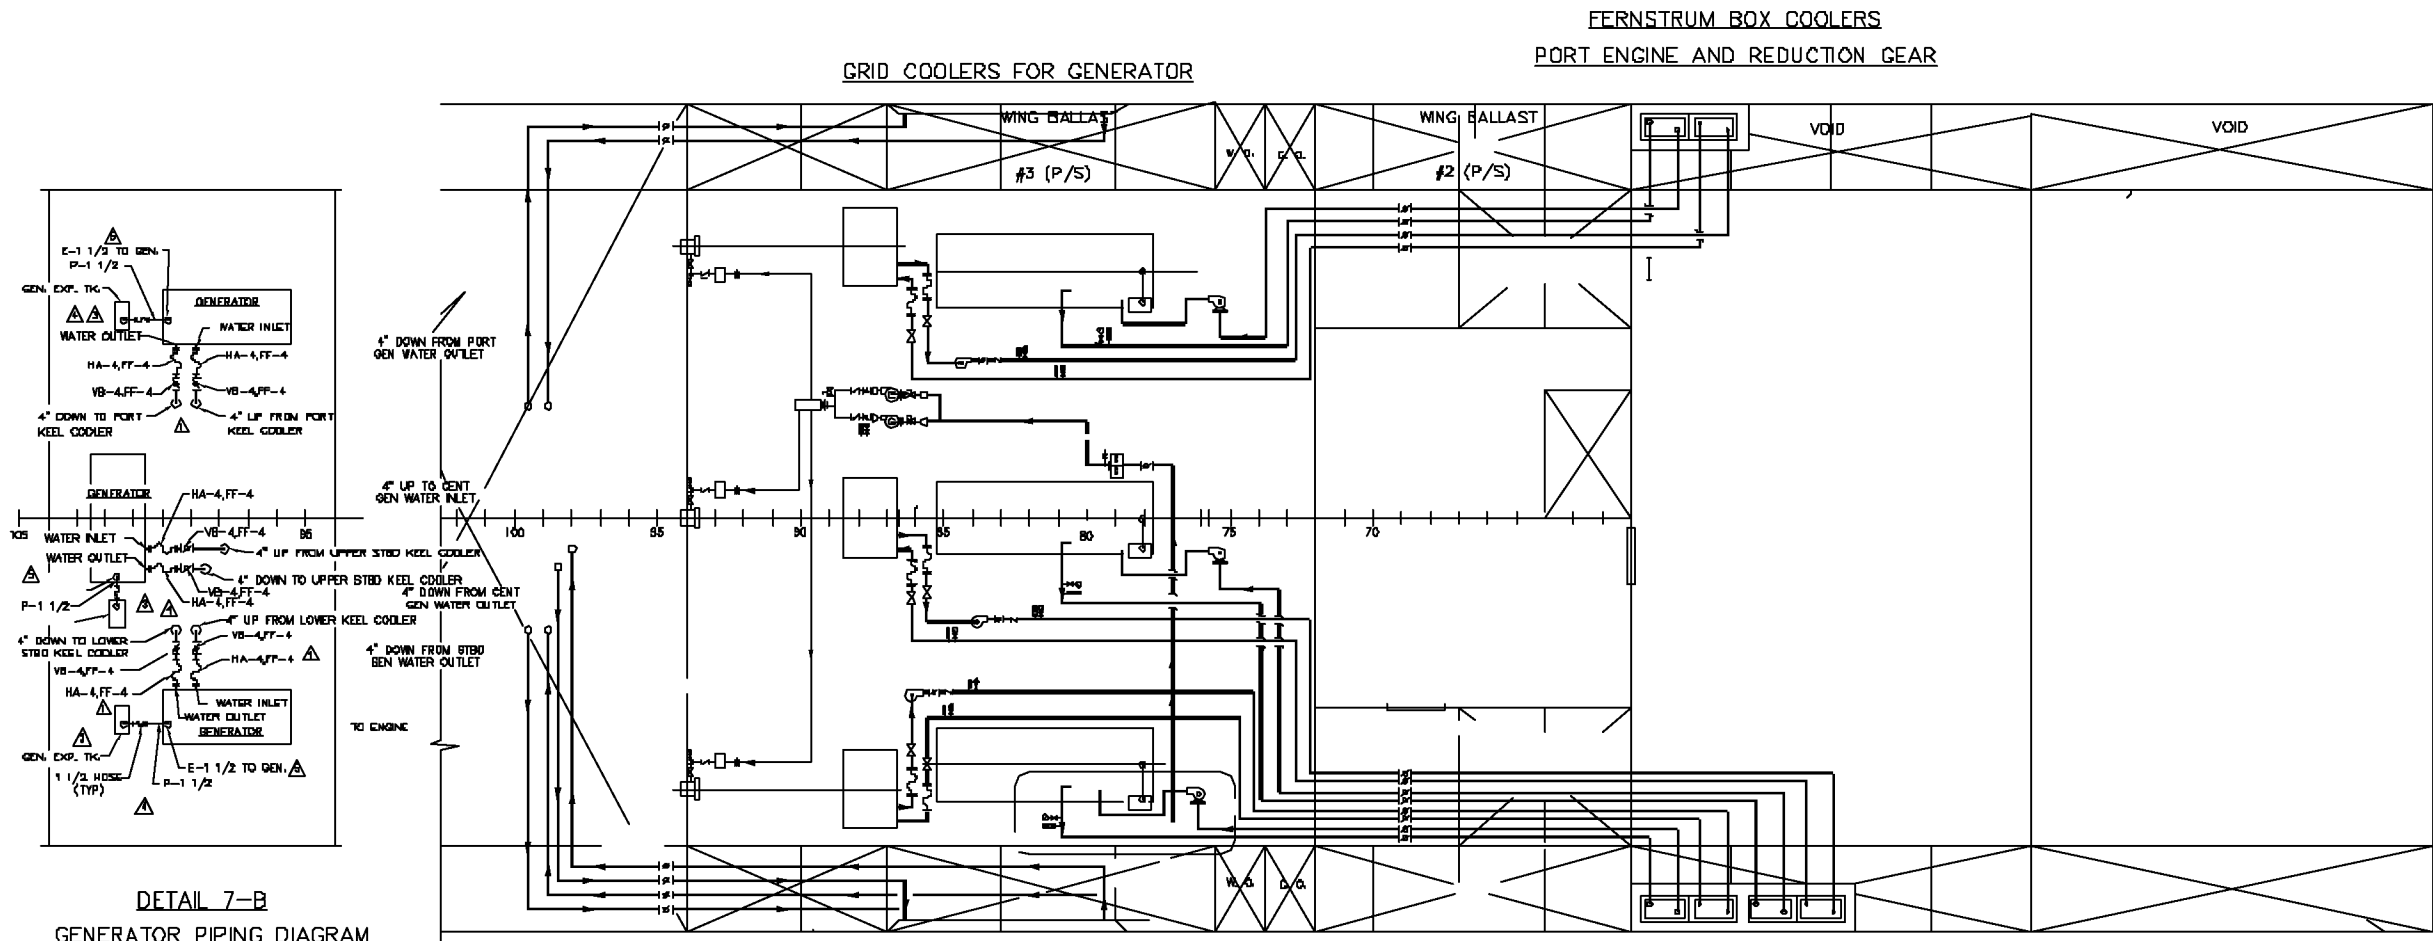 FERNSTRUM BOX COOLERS
PORT ENGINE AND REDUCTION GEAR
GRID COOLERS FOR GENERATOR
WING BALLAST
#3 (P/S)
WING BALLAST
#2 (P/S)
VOID
VOID
E-1 1/2 TO GEN.
P-1 1/2
GEN. EXP. TK.
GENERATOR
WATER INLET
WATER OUTLET
HA-4,FF-4
HA-4,FF-4
VB-4,FF-4
VB-4,FF-4
4" DOWN TO PORT
KEEL COOLER
4" UP FROM PORT
KEEL COOLER
4" DOWN FROM PORT
GEN WATER OUTLET
4" UP TO CENT
GEN WATER INLET
GENERATOR
HA-4,FF-4
105
95
100
95
90
85
80
75
70
WATER INLET
VB-4,FF-4
WATER OUTLET
4" UP FROM UPPER STBD KEEL COOLER
4" DOWN TO UPPER STBD KEEL COOLER
VB-4,FF-4
HA-4,FF-4
P-1 1/2
4" DOWN FROM CENT
GEN WATER OUTLET
4" UP FROM LOWER KEEL COOLER
4" DOWN TO LOWER
STBD KEEL COOLER
VB-4,FF-4
HA-4,FF-4
VB-4,FF-4
HA-4,FF-4
4" DOWN FROM STBD
GEN WATER OUTLET
WATER INLET
WATER OUTLET
GENERATOR
TO ENGINE
GEN. EXP. TK.
1 1/2 HOSE
(TYP)
E-1 1/2 TO GEN.
P-1 1/2
DETAIL 7-B
GENERATOR PIPING DIAGRAM